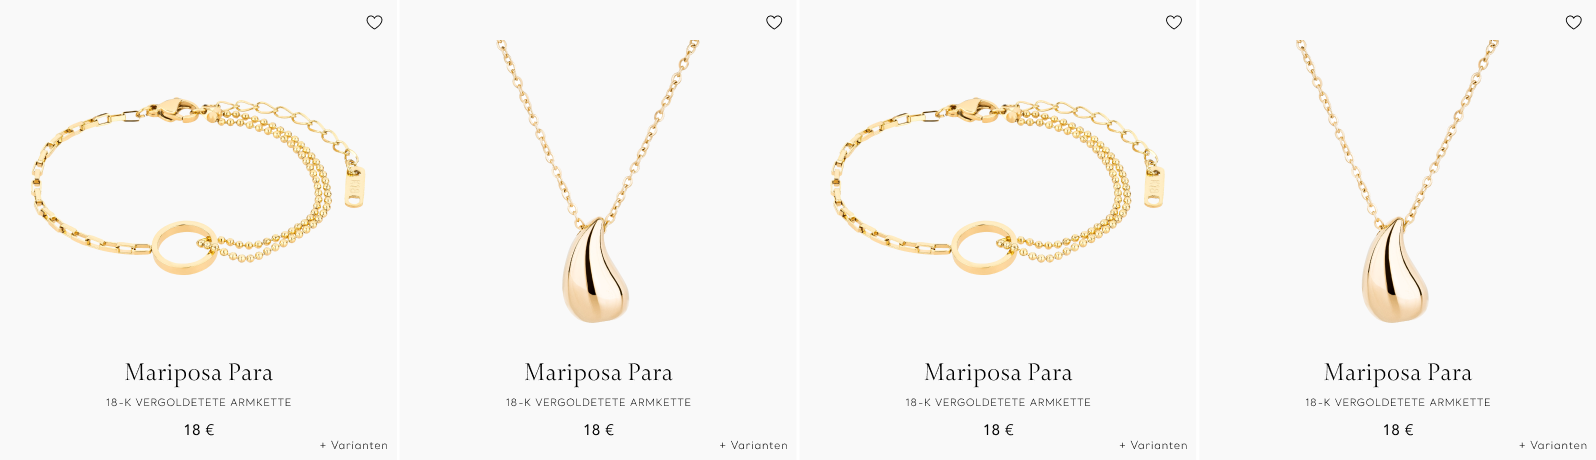 Mariposa Para
18-K VERGOLDETETE ARMKETTE
18 €
+ Varianten
Mariposa Para
18-K VERGOLDETETE ARMKETTE
18 €
+ Varianten
Mariposa Para
18-K VERGOLDETETE ARMKETTE
18 €
+ Varianten
Mariposa Para
18-K VERGOLDETETE ARMKETTE
18 €
+ Varianten